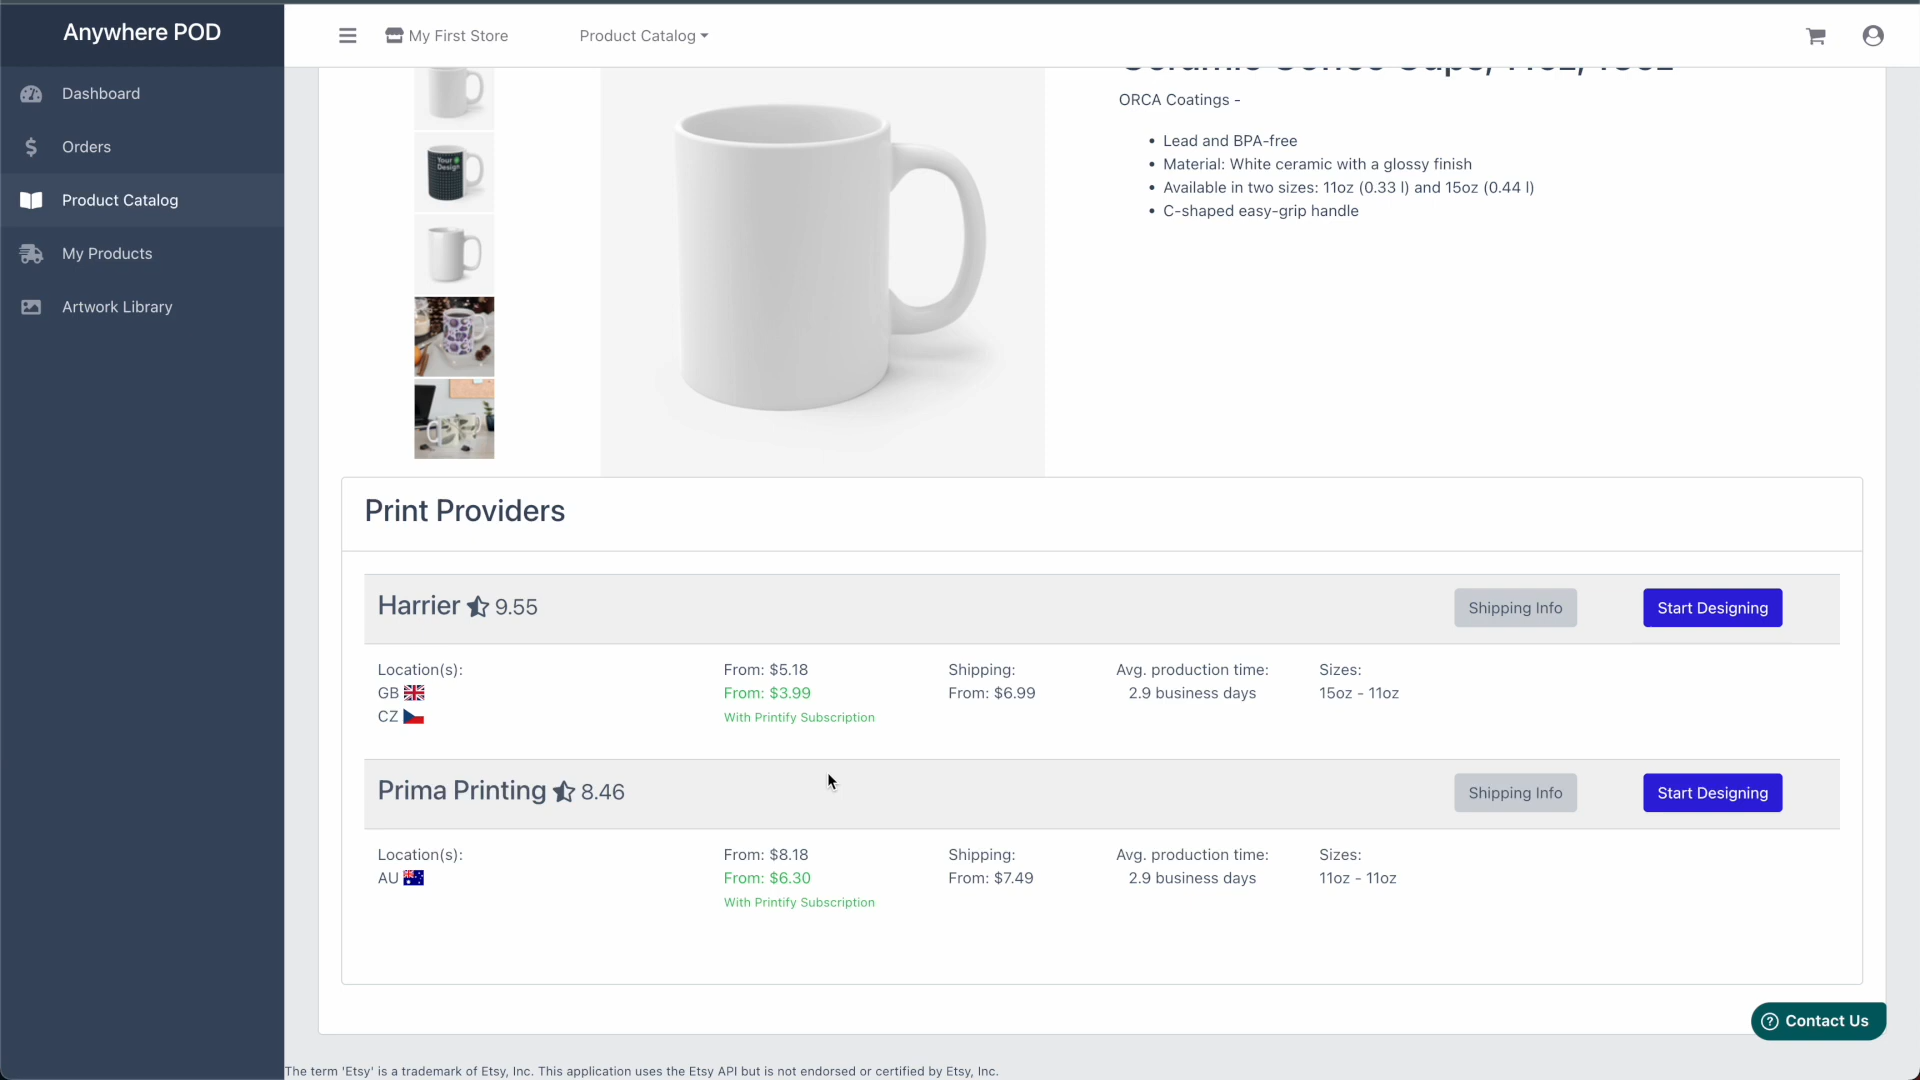 Anywhere POD
My First Store
Product Catalog
Dashboard
Orders
Product Catalog
My Products
Artwork Library
Ceramic Coffee Cups, 11oz, 15oz
ORCA Coatings -
• Lead and BPA-free
• Material: White ceramic with a glossy finish
• Available in two sizes: 11oz (0.33 l) and 15oz (0.44 l)
• C-shaped easy-grip handle
Your
Design
Print Providers
Harrier 9.55
Shipping Info
Start Designing
Location(s):
GB
CZ
From: $5.18
From: $3.99
With Printify Subscription
Shipping:
From: $6.99
Avg. production time:
2.9 business days
Sizes:
15oz - 11oz
Prima Printing 8.46
Shipping Info
Start Designing
Location(s):
AU
From: $8.18
From: $6.30
With Printify Subscription
Shipping:
From: $7.49
Avg. production time:
2.9 business days
Sizes:
11oz - 11oz
Contact Us
The term 'Etsy' is a trademark of Etsy, Inc. This application uses the Etsy API but is not endorsed or certified by Etsy, Inc.